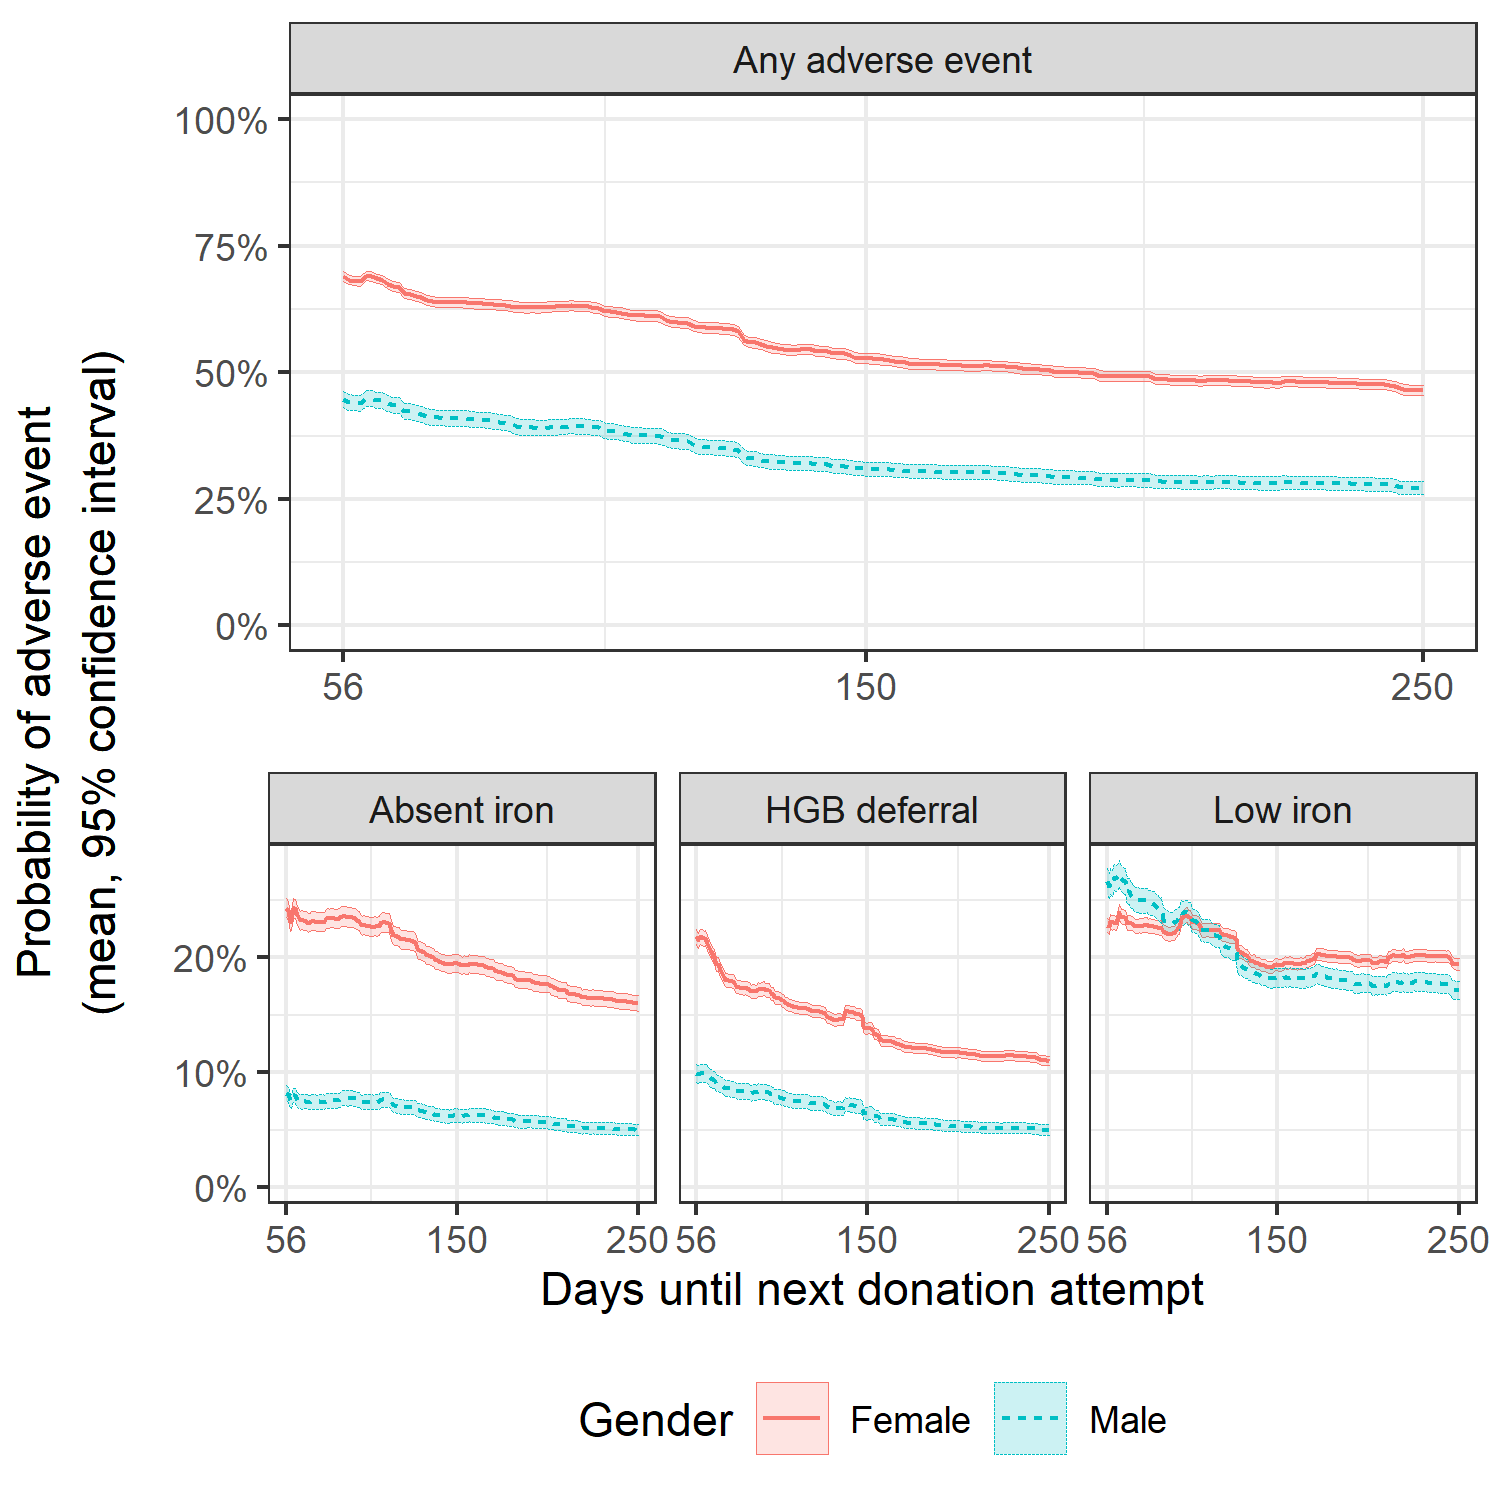 Any adverse event
100%
75%
50%
25%
0%
56 150 250
Probability of adverse event
(mean, 95% confidence interval)
Absent iron HGB deferral Low iron
20%
10%
0%
56 150 250 56 150 250 56 150 250
Days until next donation attempt
Gender Female Male